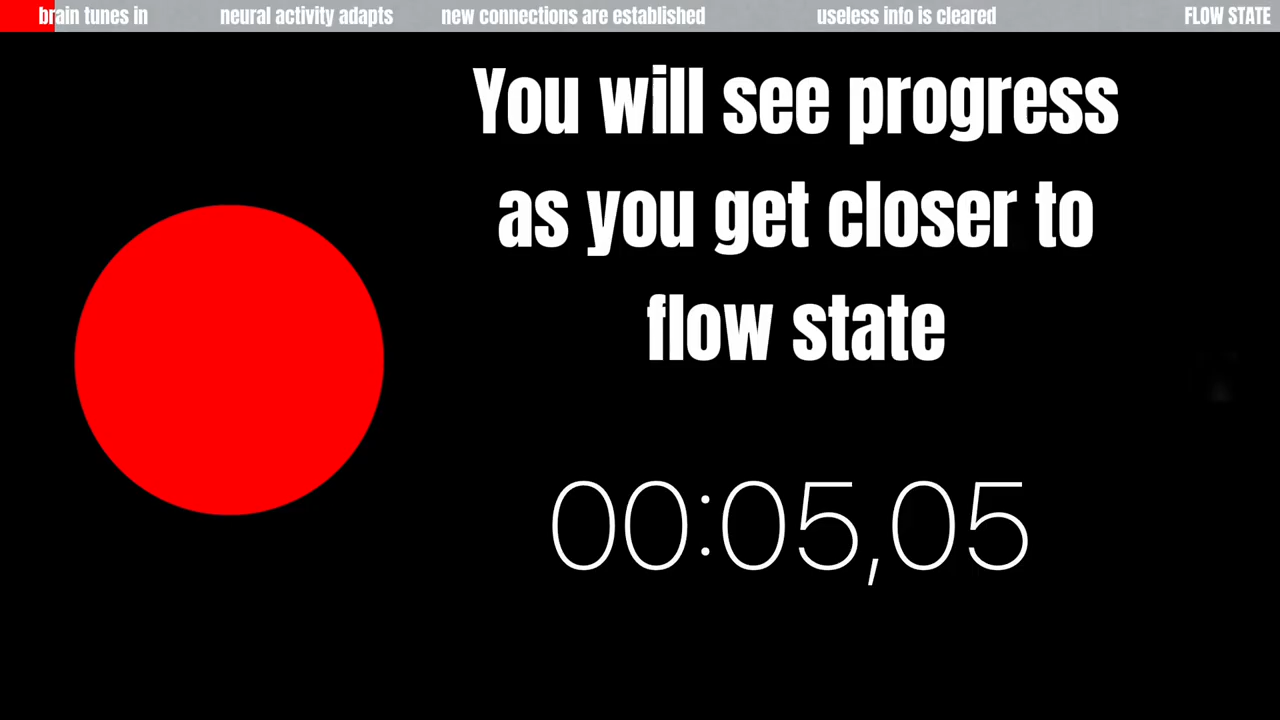 brain tunes in neural activity adapts new connections are established useless info is cleared FLOW STATE
You will see progress
as you get closer to
flow state
00:05,05